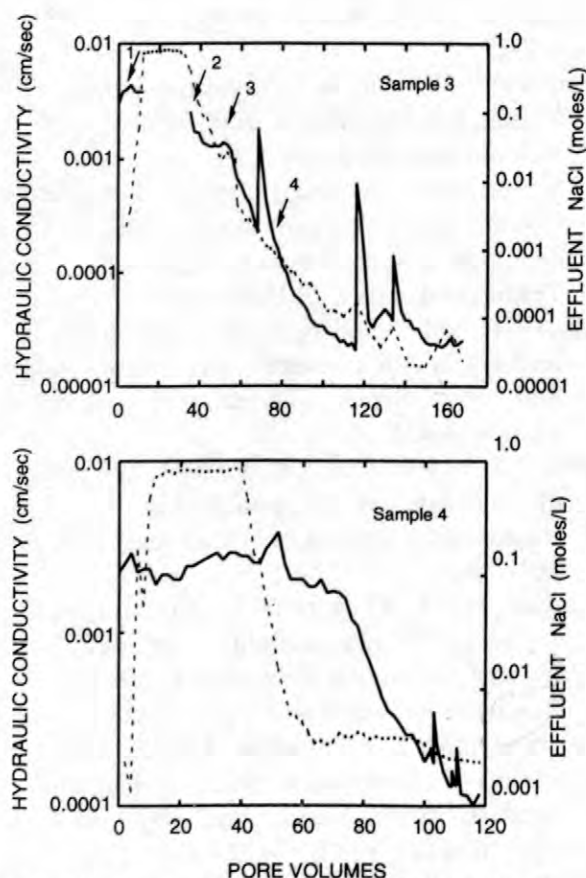 HYDRAULIC CONDUCTIVITY (cm/sec)
0.01
0.001
0.0001
0.00001
1
2
3
4
Sample 3
1.0
0.1
0.01
0.001
0.0001
0.00001
EFFLUENT NaCl (moles/L)
0 40 80 120 160
HYDRAULIC CONDUCTIVITY (cm/sec)
0.01
0.001
0.0001
Sample 4
1.0
0.1
0.01
0.001
EFFLUENT NaCl (moles/L)
0 20 40 60 80 100 120
PORE VOLUMES